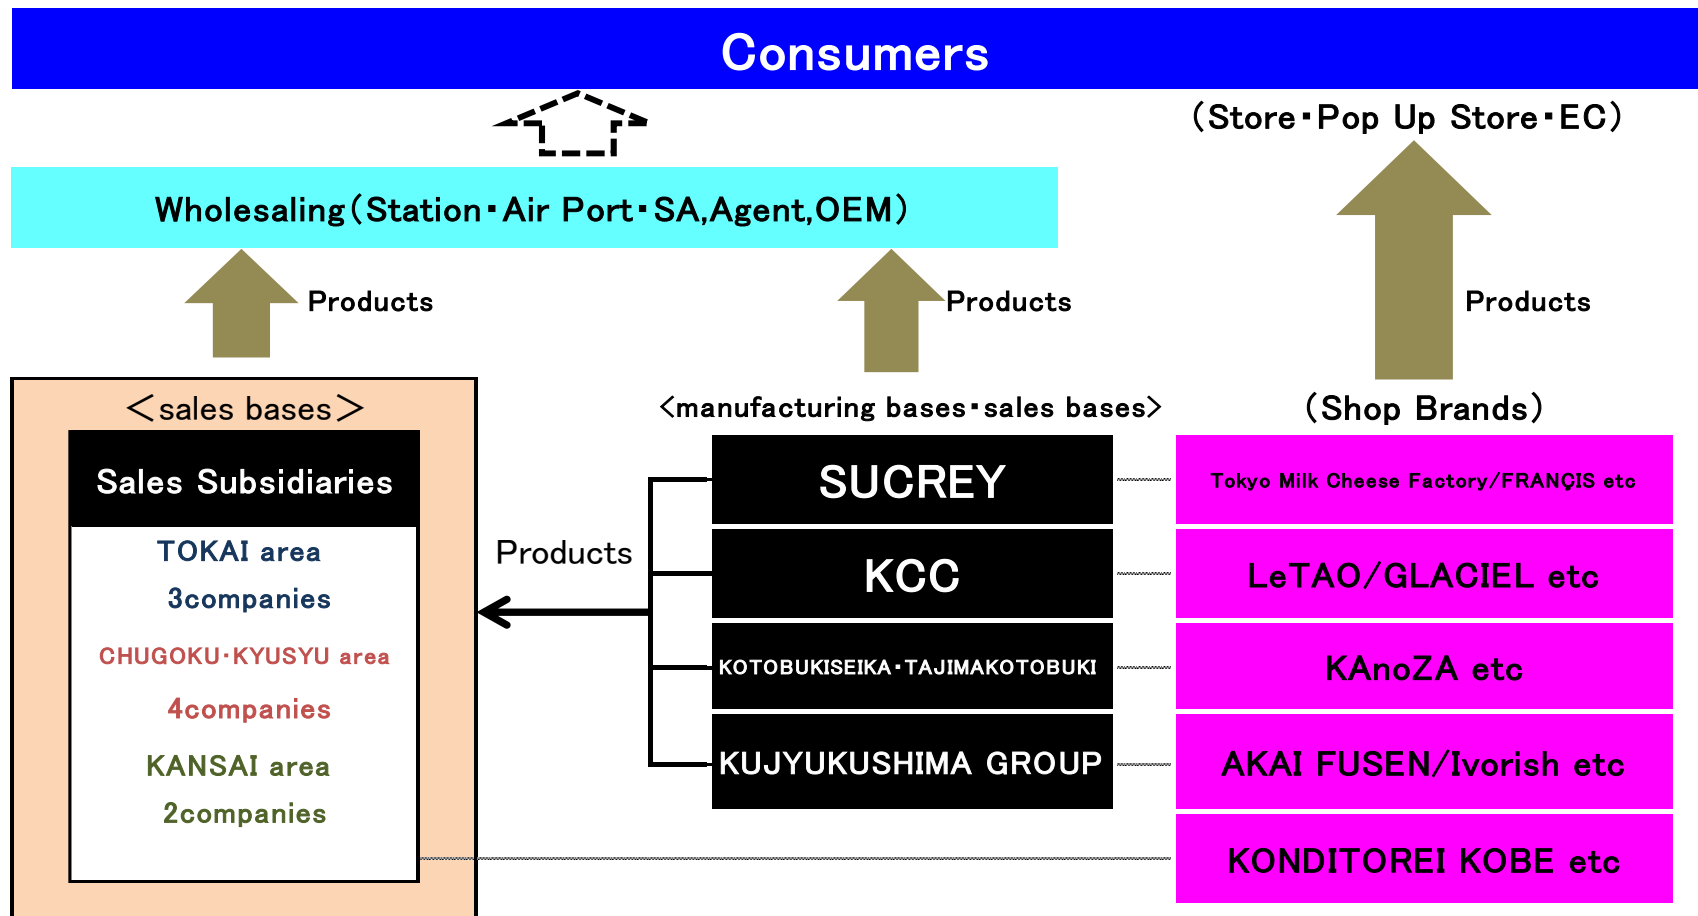 Consumers
(Store・Pop Up Store・EC)
Wholesaling(Station・Air Port・SA,Agent,OEM)
Products
Products
Products
<sales bases>
<manufacturing bases・sales bases>
(Shop Brands)
Sales Subsidiaries
TOKAI area
3companies
CHUGOKU・KYUSYU area
4companies
KANSAI area
2companies
Products
SUCREY
Tokyo Milk Cheese Factory/FRANÇIS etc
KCC
LeTAO/GLACIEL etc
KOTOBUKISEIKA・TAJIMAKOTOBUKI
KAnoZA etc
KUJYUKUSHIMA GROUP
AKAI FUSEN/Ivorish etc
KONDITOREI KOBE etc